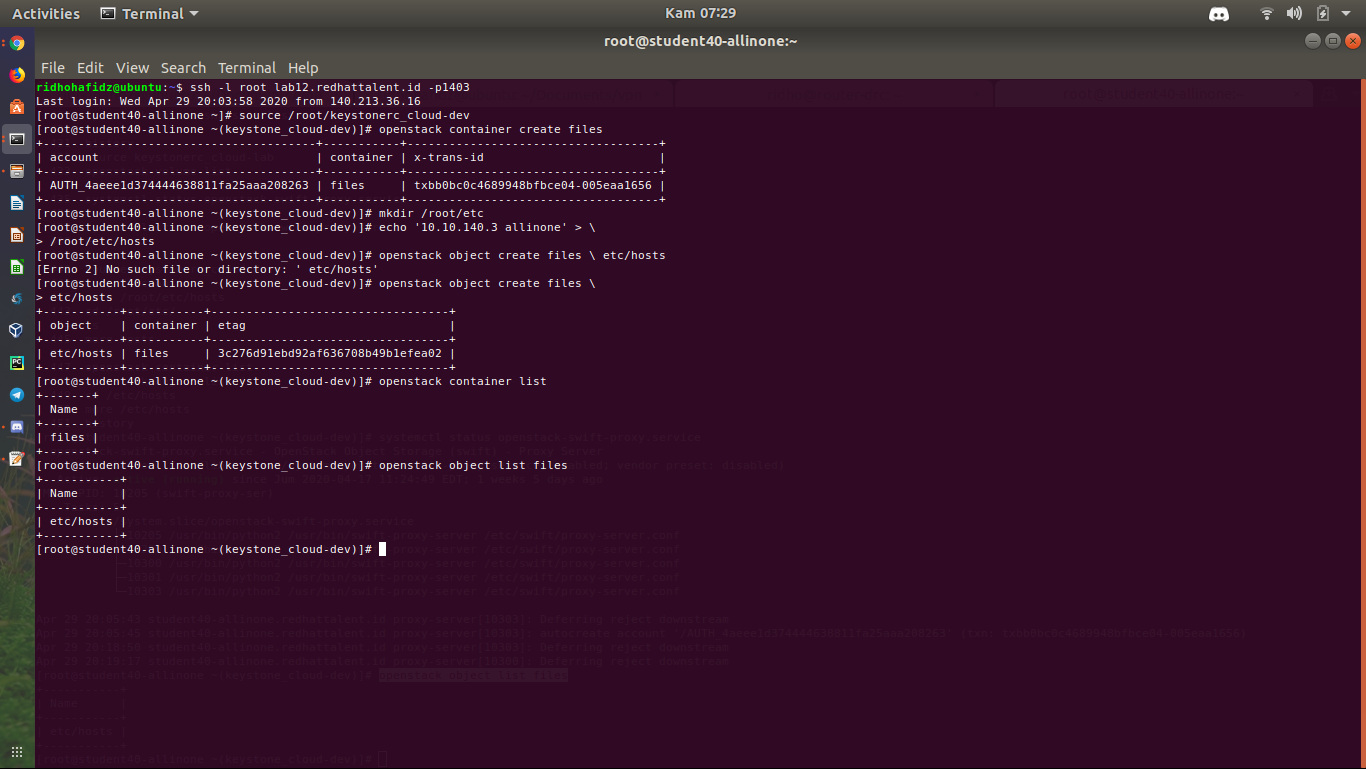 Activities Terminal Kam 07:29
root@student40-allinone:~
File Edit View Search Terminal Help
ridhohafidz@ubuntu:~$ ssh -l root lab12.redhattalent.id -p1403
Last login: Wed Apr 29 20:03:58 2020 from 140.213.36.16
[root@student40-allinone ~]# source /root/keystonerc_cloud-dev
[root@student40-allinone ~(keystone_cloud-dev)]# openstack container create files
+---------------------------------------+-----------+------------------------------------+
| account | container | x-trans-id |
+---------------------------------------+-----------+------------------------------------+
| AUTH_4aeee1d374444638811fa25aaa208263 | files | txbb0bc0c4689948bfbce04-005eaa1656 |
+---------------------------------------+-----------+------------------------------------+
[root@student40-allinone ~(keystone_cloud-dev)]# mkdir /root/etc
[root@student40-allinone ~(keystone_cloud-dev)]# echo '10.10.140.3 allinone' > \
> /root/etc/hosts
[root@student40-allinone ~(keystone_cloud-dev)]# openstack object create files \ etc/hosts
[Errno 2] No such file or directory: ' etc/hosts'
[root@student40-allinone ~(keystone_cloud-dev)]# openstack object create files \
> etc/hosts
+-----------+-----------+----------------------------------+
| object | container | etag |
+-----------+-----------+----------------------------------+
| etc/hosts | files | 3c276d91ebd92af636708b49b1efea02 |
+-----------+-----------+----------------------------------+
[root@student40-allinone ~(keystone_cloud-dev)]# openstack container list
+-------+
| Name |
+-------+
| files |
+-------+
[root@student40-allinone ~(keystone_cloud-dev)]# openstack object list files
+-----------+
| Name |
+-----------+
| etc/hosts |
+-----------+
[root@student40-allinone ~(keystone_cloud-dev)]#